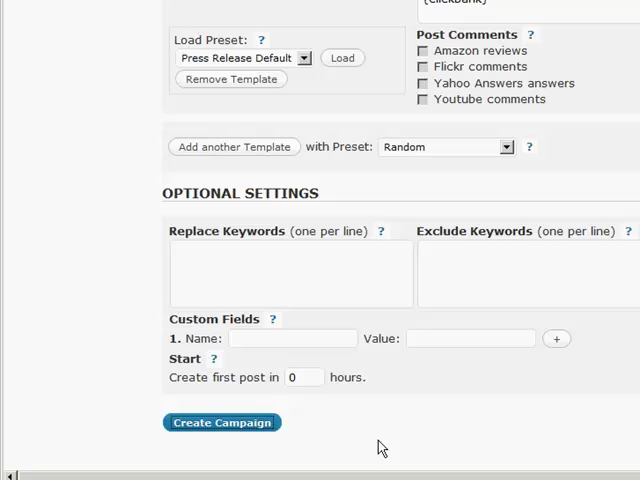 {clickbank}
Load Preset: ?
Press Release Default Load
Remove Template
Post Comments ?
Amazon reviews
Flickr comments
Yahoo Answers answers
Youtube comments
Add another Template with Preset: Random ?
OPTIONAL SETTINGS
Replace Keywords (one per line) ? Exclude Keywords (one per line) ?
Custom Fields ?
1. Name: Value: +
Start ?
Create first post in 0 hours.
Create Campaign